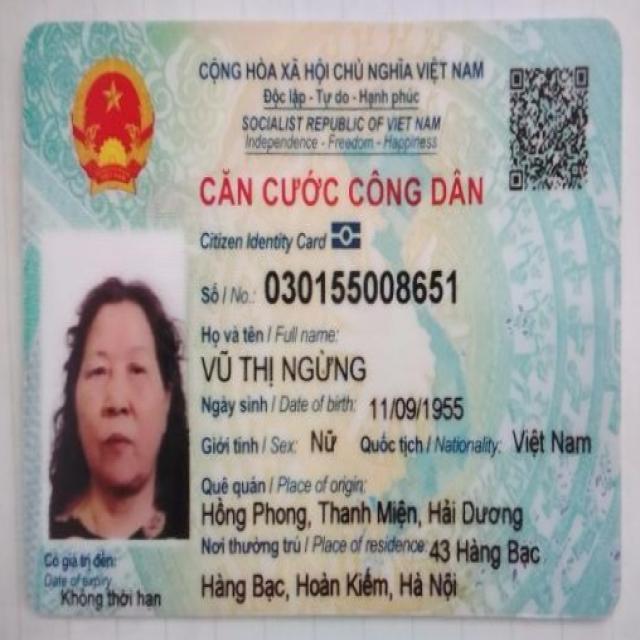 CỘNG HÒA XÃ HỘI CHỦ NGHĨA VIỆT NAM
Độc lập - Tự do - Hạnh phúc
SOCIALIST REPUBLIC OF VIET NAM
Independence - Freedom - Happiness
CĂN CƯỚC CÔNG DÂN
Citizen Identity Card
Số / No.: 030155008651
Họ và tên / Full name:
VŨ THỊ NGỪNG
Ngày sinh / Date of birth: 11/09/1955
Giới tính / Sex: Nữ Quốc tịch / Nationality: Việt Nam
Quê quán / Place of origin:
Hồng Phong, Thanh Miện, Hải Dương
Nơi thường trú / Place of residence: 43 Hàng Bạc
Hàng Bạc, Hoàn Kiếm, Hà Nội
Có giá trị đến:
Date of expiry
Không thời hạn